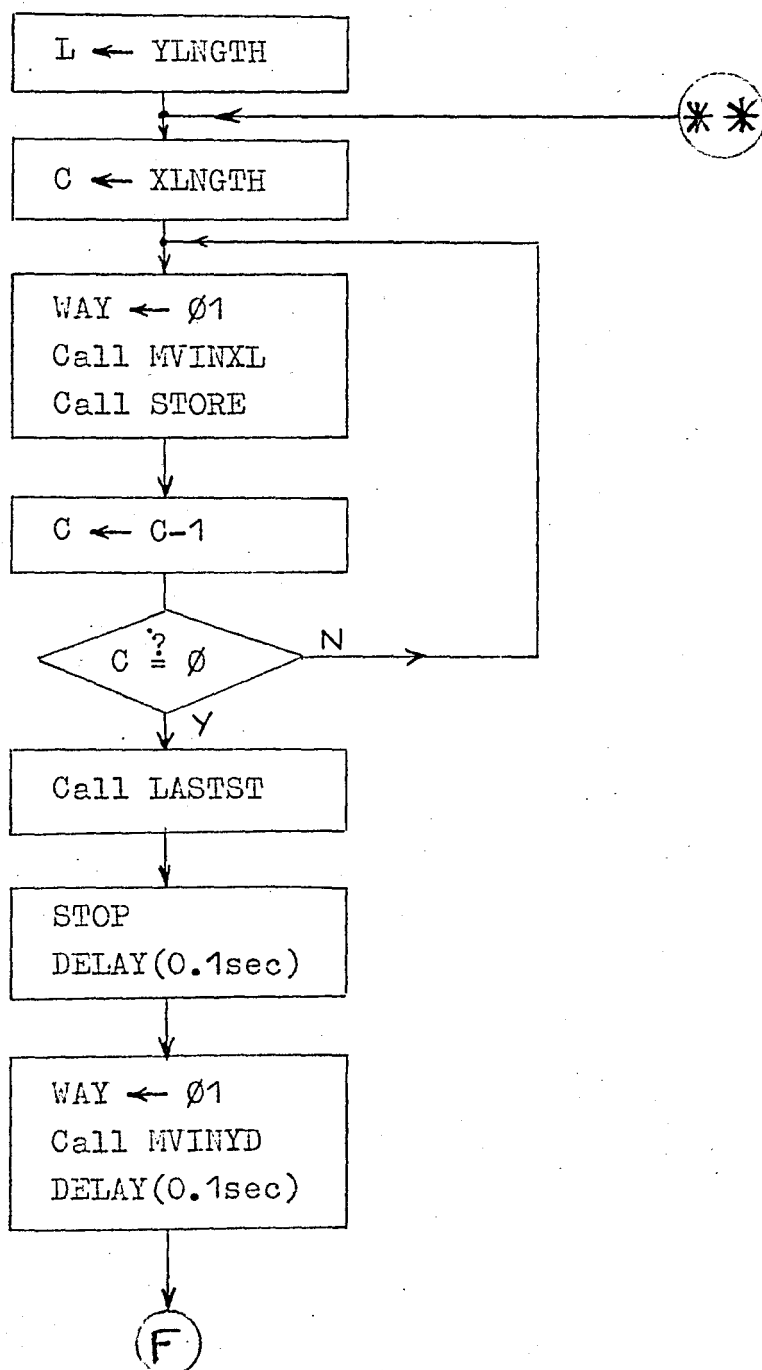 L ← YLNGTH
**
C ← XLNGTH
WAY ← Ø1
Call MVINXL
Call STORE
C ← C-1
C ≟ Ø
N
Y
Call LASTST
STOP
DELAY(0.1sec)
WAY ← Ø1
Call MVINYD
DELAY(0.1sec)
F